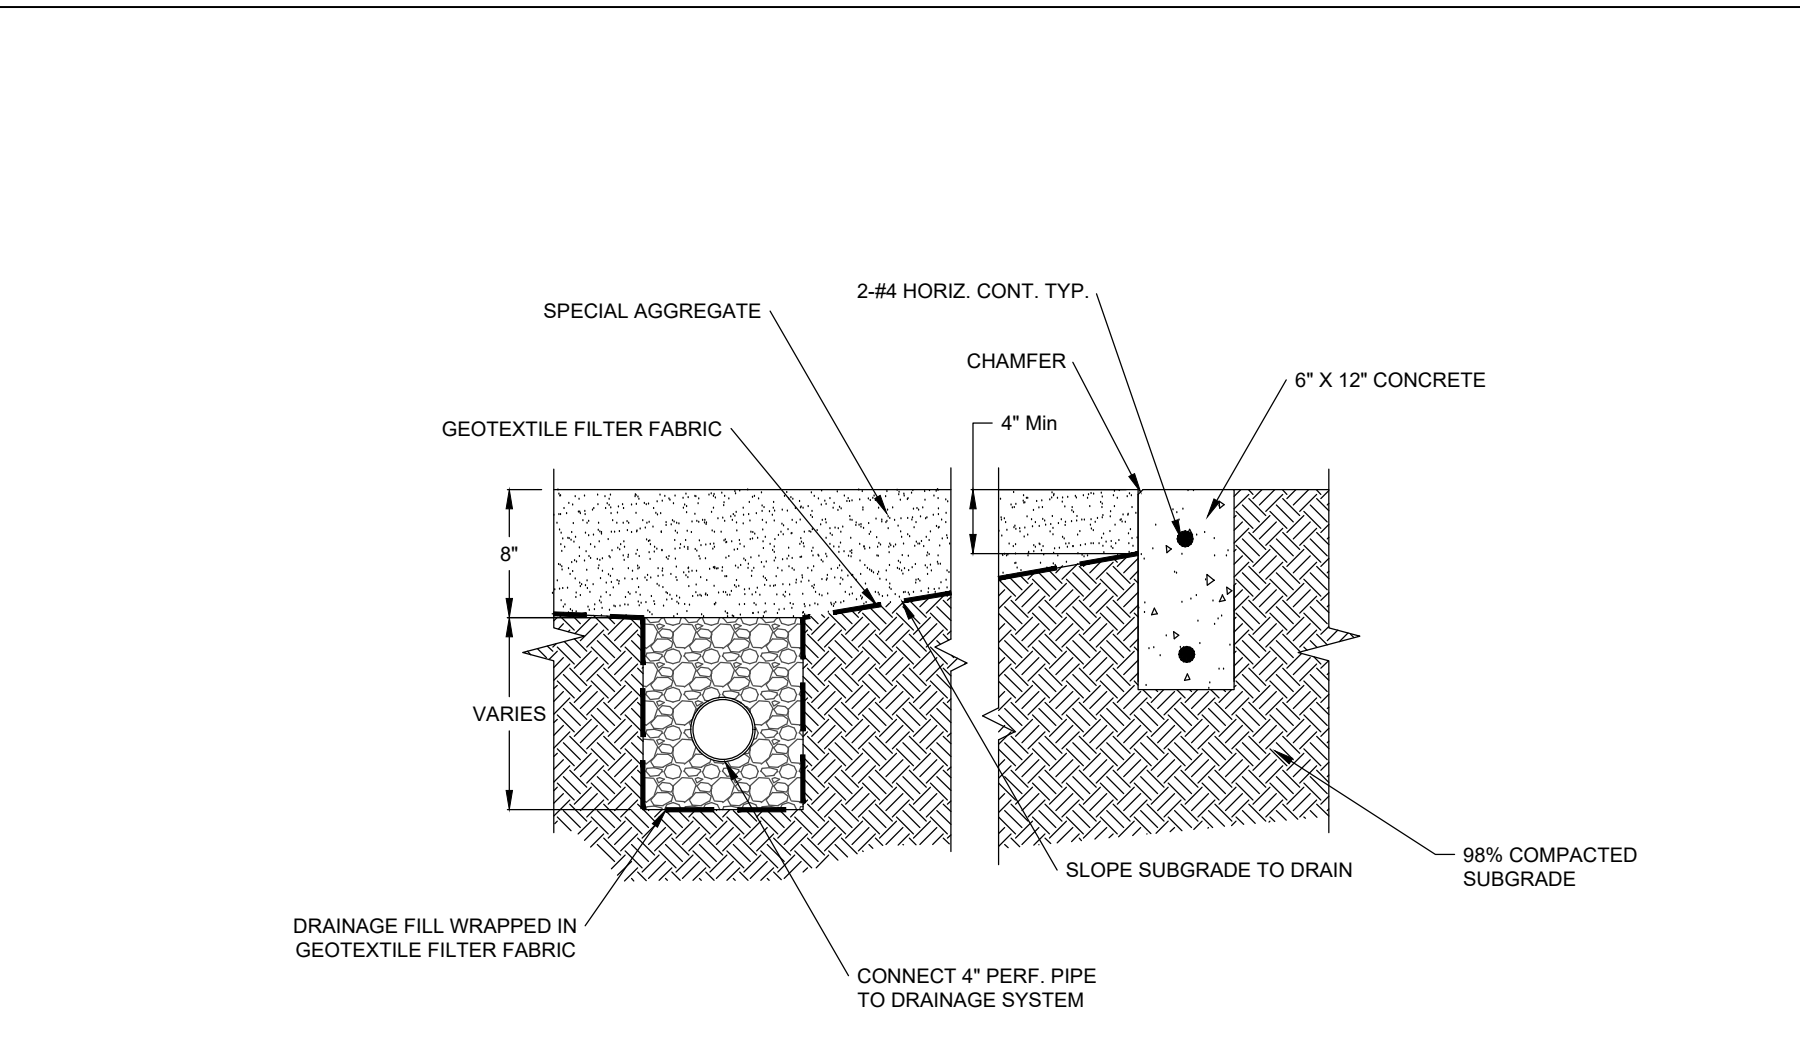 2-#4 HORIZ. CONT. TYP.
SPECIAL AGGREGATE
CHAMFER
6" X 12" CONCRETE
4" Min
GEOTEXTILE FILTER FABRIC
8"
VARIES
98% COMPACTED
SUBGRADE
SLOPE SUBGRADE TO DRAIN
DRAINAGE FILL WRAPPED IN
GEOTEXTILE FILTER FABRIC
CONNECT 4" PERF. PIPE
TO DRAINAGE SYSTEM